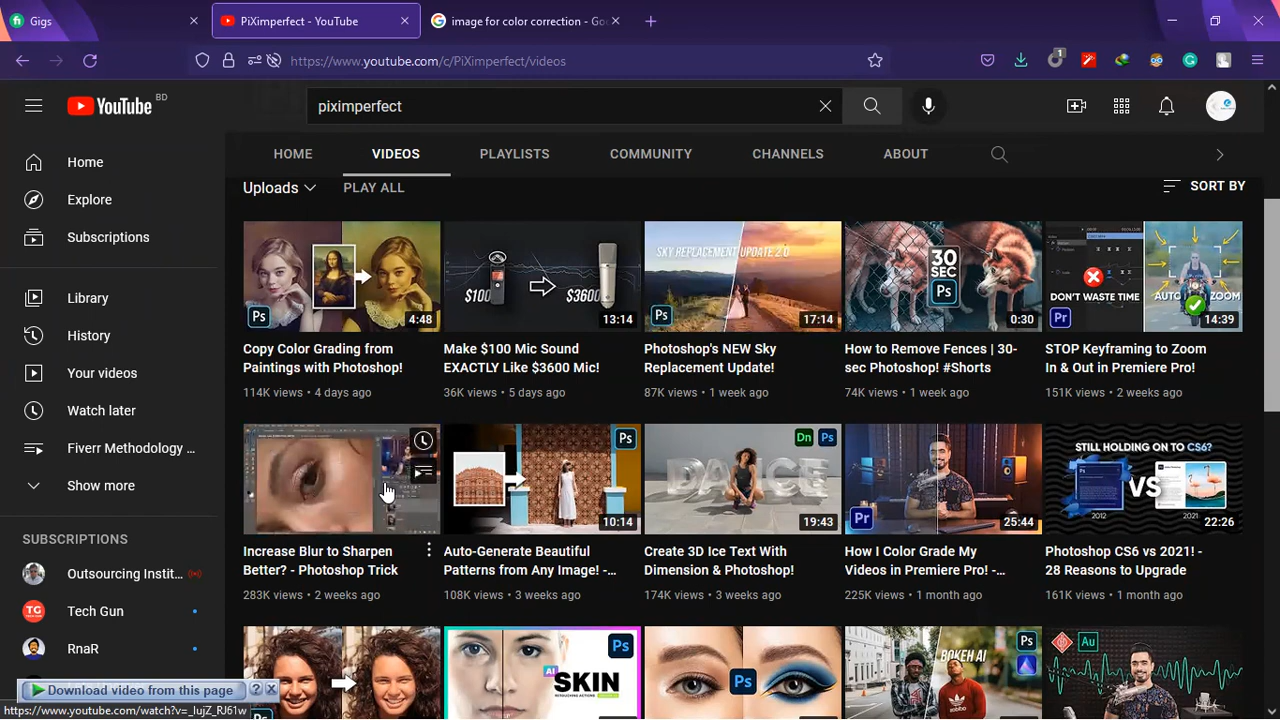 Gigs
PiXimperfect - YouTube
image for color correction - Goo
https://www.youtube.com/c/PiXimperfect/videos
1
YouTube BD
piximperfect
HOME
VIDEOS
PLAYLISTS
COMMUNITY
CHANNELS
ABOUT
Home
Explore
Subscriptions
Library
History
Your videos
Watch later
Fiverr Methodology ...
Show more
SUBSCRIPTIONS
Outsourcing Instit...
TG Tech Gun
RnaR
Uploads
PLAY ALL
SORT BY
Ps
4:48
$100
$3600
13:14
SKY REPLACEMENT UPDATE 2.0
Ps
17:14
30
SEC
Ps
0:30
DON'T WASTE TIME
AUTO ZOOM
Pr
14:39
Copy Color Grading from
Paintings with Photoshop!
114K views • 4 days ago
Make $100 Mic Sound
EXACTLY Like $3600 Mic!
36K views • 5 days ago
Photoshop's NEW Sky
Replacement Update!
87K views • 1 week ago
How to Remove Fences | 30-
sec Photoshop! #Shorts
74K views • 1 week ago
STOP Keyframing to Zoom
In & Out in Premiere Pro!
151K views • 2 weeks ago
Ps
10:14
Dn Ps
DANCE
19:43
Pr
25:44
STILL HOLDING ON TO CS6?
VS
2012
2021
22:26
Increase Blur to Sharpen
Better? - Photoshop Trick
283K views • 2 weeks ago
Auto-Generate Beautiful
Patterns from Any Image! -...
108K views • 3 weeks ago
Create 3D Ice Text With
Dimension & Photoshop!
174K views • 3 weeks ago
How I Color Grade My
Videos in Premiere Pro! -...
225K views • 1 month ago
Photoshop CS6 vs 2021! -
28 Reasons to Upgrade
161K views • 1 month ago
Ps
Ps
AI
SKIN
RETOUCHING ACTIONS
Ps
Ps
BOKEH AI
Au
Download video from this page
?
https://www.youtube.com/watch?v=_lujZ_RJ61w